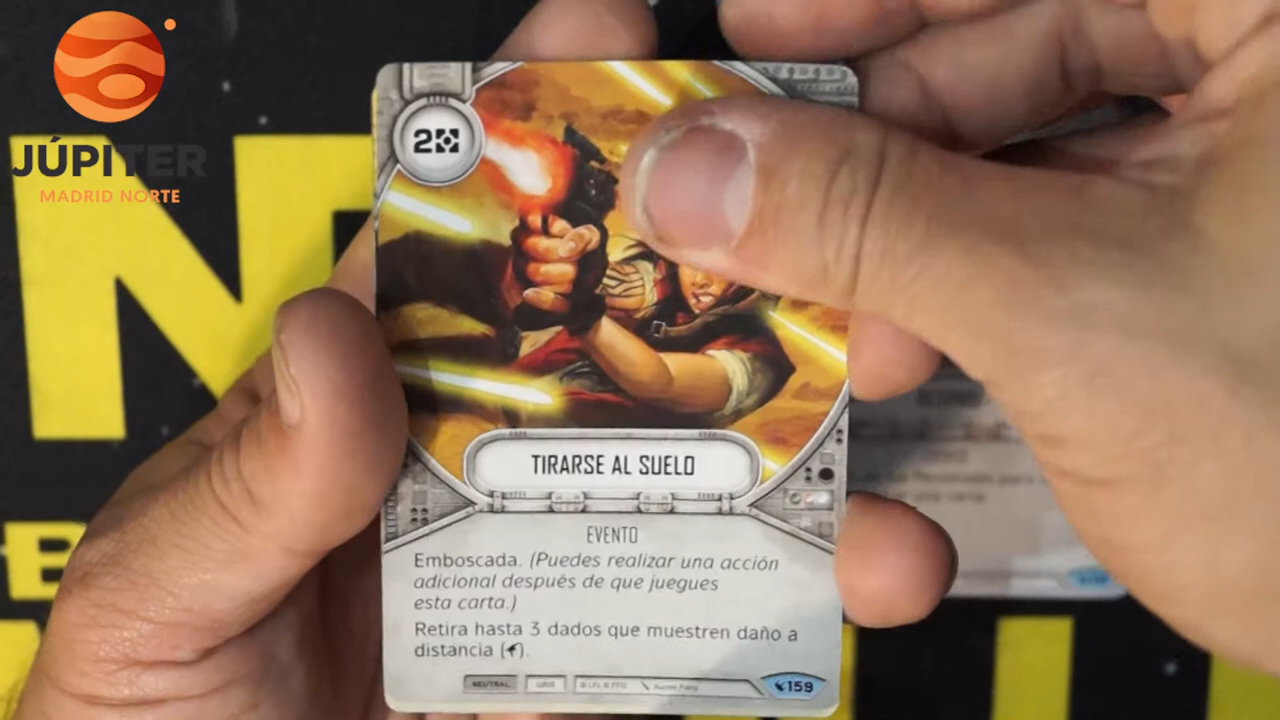 JÚPITER
MADRID NORTE
2
TIRARSE AL SUELO
EVENTO
Emboscada. (Puedes realizar una acción
adicional después de que juegues
esta carta.)
Retira hasta 3 dados que muestren daño a
distancia ( ).
NEUTRAL
159
N
B